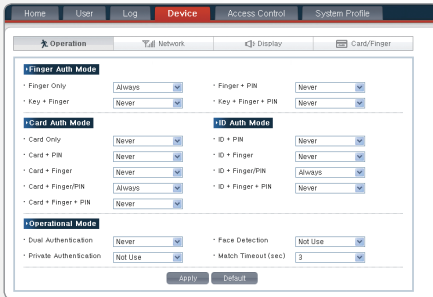 Home User Log Device Access Control System Profile
Operation Network Display Card/Finger
Finger Auth Mode
Finger Only Always Finger + PIN Never
Key + Finger Never Key + Finger + PIN Never
Card Auth Mode ID Auth Mode
Card Only Never ID + PIN Never
Card + PIN Never ID + Finger Never
Card + Finger Never ID + Finger/PIN Always
Card + Finger/PIN Always ID + Finger + PIN Never
Card + Finger + PIN Never
Operational Mode
Dual Authentication Never Face Detection Not Use
Private Authentication Not Use Match Timeout (sec) 3
Apply Default